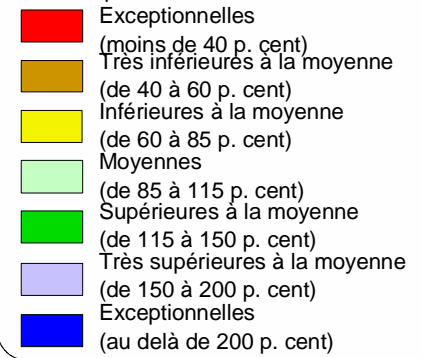 Exceptionnelles
(moins de 40 p. cent)
Très inférieures à la moyenne
(de 40 à 60 p. cent)
Inférieures à la moyenne
(de 60 à 85 p. cent)
Moyennes
(de 85 à 115 p. cent)
Supérieures à la moyenne
(de 115 à 150 p. cent)
Très supérieures à la moyenne
(de 150 à 200 p. cent)
Exceptionnelles
(au delà de 200 p. cent)